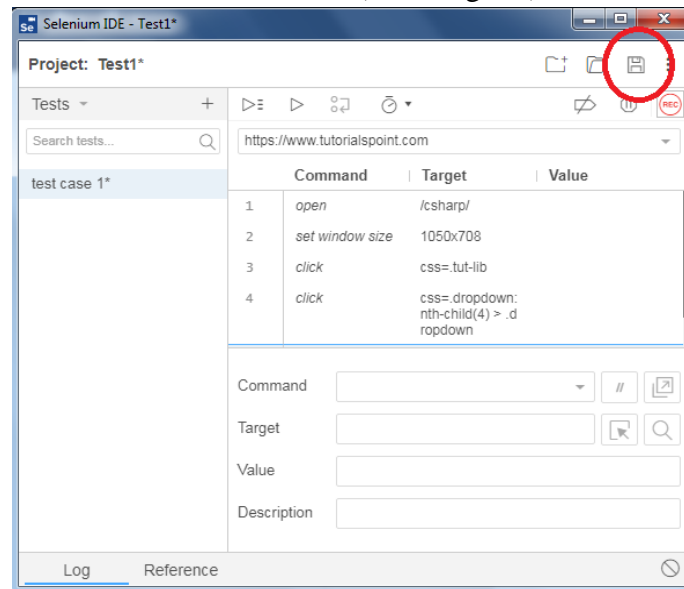 Se Selenium IDE - Test1*
Project: Test1*
Tests +
REC
Search tests...
https://www.tutorialspoint.com
test case 1*
Command Target Value
1 open /csharp/
2 set window size 1050x708
3 click css=.tut-lib
4 click css=.dropdown:
nth-child(4) > .d
ropdown
Command
//
Target
Value
Description
Log Reference